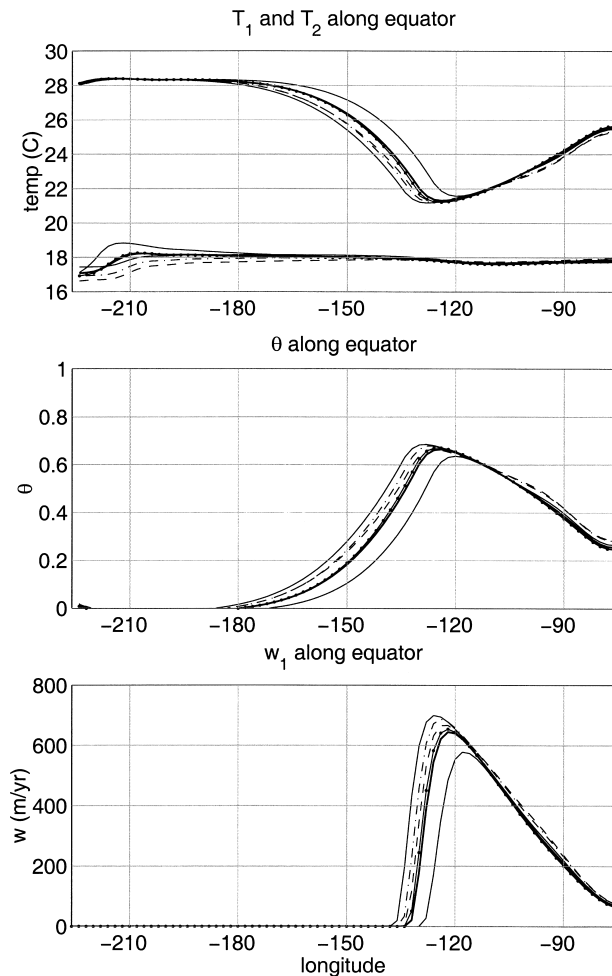 T₁ and T₂ along equator
30
28
26
24
22
20
18
16
temp (C)
−210 −180 −150 −120 −90
θ along equator
1
0.8
0.6
0.4
0.2
0
θ
−210 −180 −150 −120 −90
w₁ along equator
800
600
400
200
0
w (m/yr)
−210 −180 −150 −120 −90
longitude